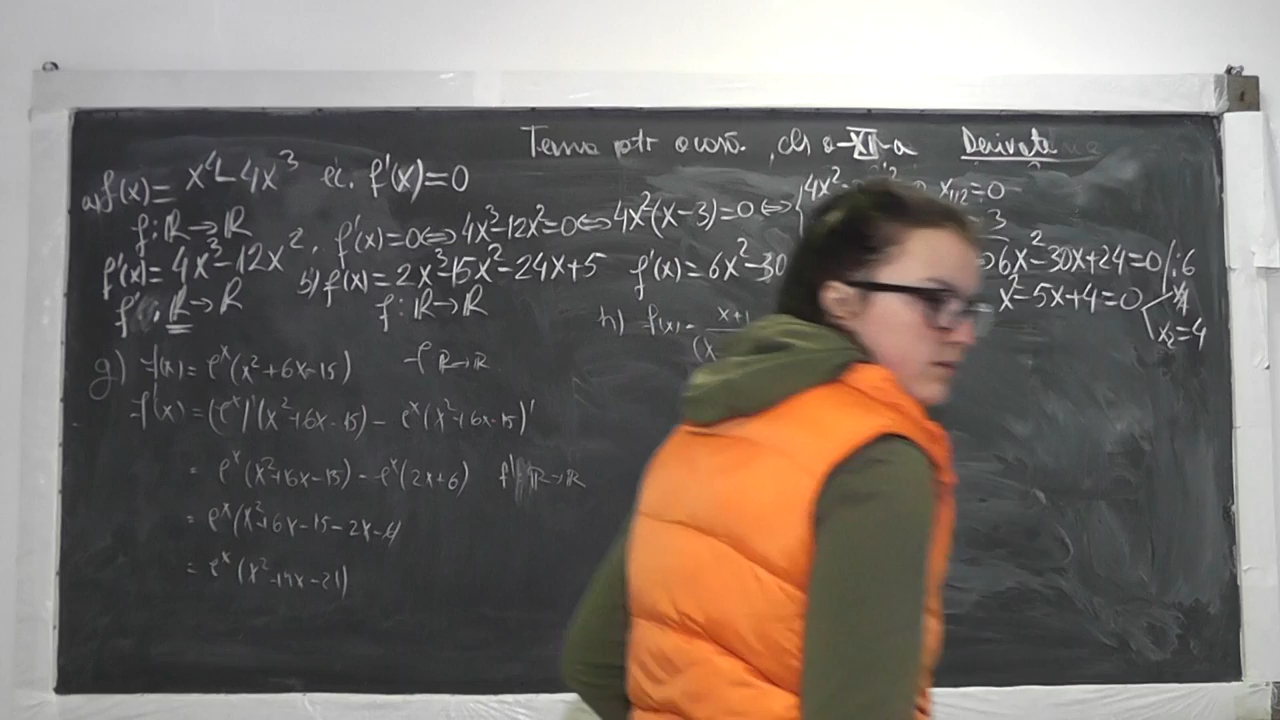 Tema ptr acasă, cls a XI-a Derivate
a) f(x)= x⁴-4x³ ec. f'(x)=0
f:ℝ→ℝ
f'(x)=0⇔4x³-12x²=0⇔4x²(x-3)=0⇔{4x² x₁,₂=0
3
f'(x)=4x³-12x².
f':ℝ→ℝ
b) f(x)=2x³-15x²-24x+5 f'(x)=6x²-30 6x²-30x+24=0/:6
f:ℝ→ℝ
x²-5x+4=0
x₂=4
h) f(x)= x+1
(x
g) f(x)= eˣ(x²+6x-15) f ℝ→ℝ
f'(x)=(eˣ)'(x²+6x-15)- eˣ(x²+6x-15)'
= eˣ(x²+6x-15)-eˣ(2x+6) f' ℝ→ℝ
= eˣ(x²+6x-15-2x-
= eˣ(x² -21)